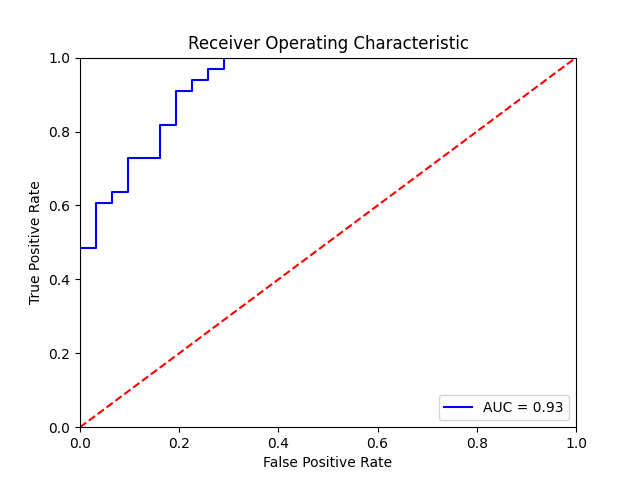 Receiver Operating Characteristic
1.0
0.8
0.6
0.4
0.2
0.0
True Positive Rate
AUC = 0.93
0.0 0.2 0.4 0.6 0.8 1.0
False Positive Rate